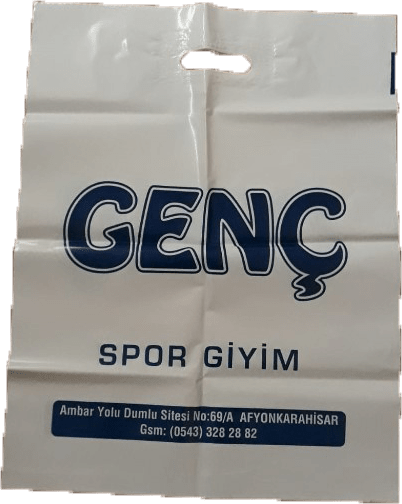 GENÇ
SPOR GİYİM
Ambar Yolu Dumlu Sitesi No:69/A AFYONKARAHİSAR
Gsm: (0543) 328 28 82